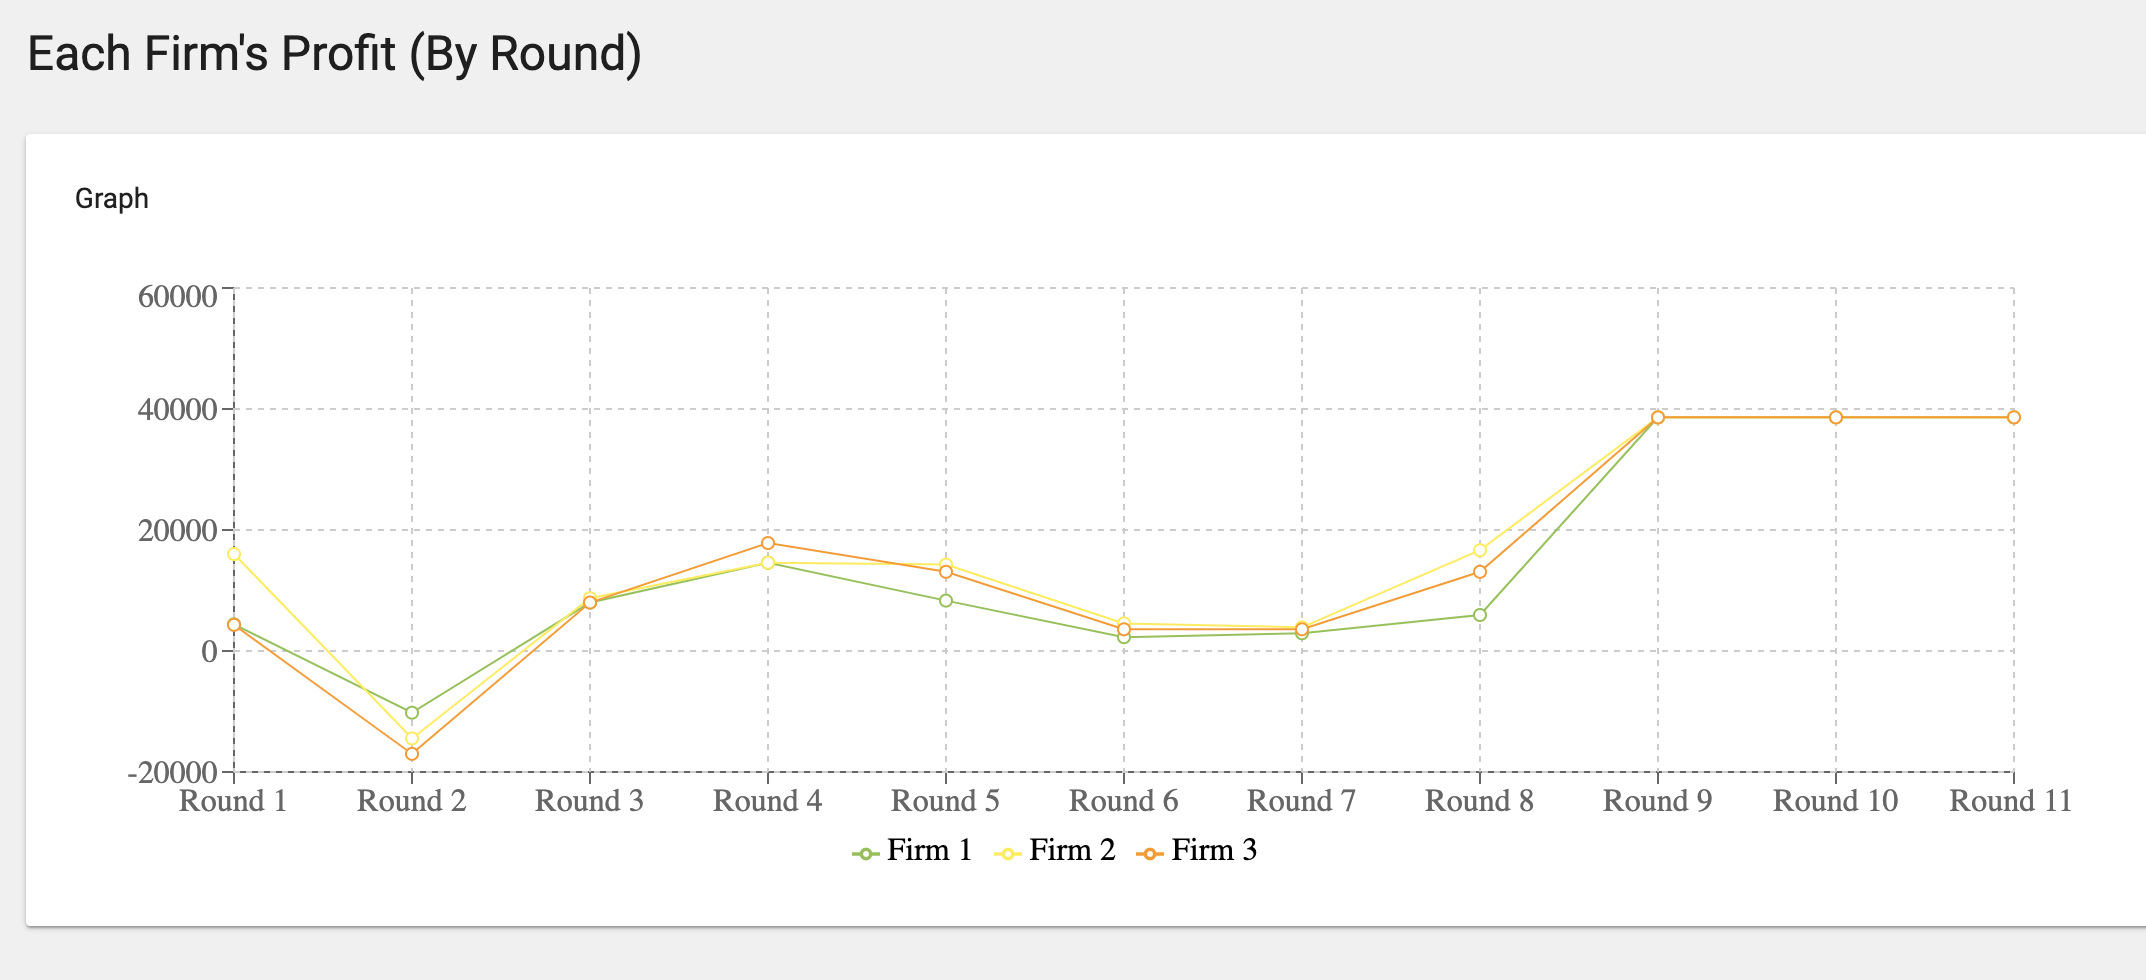 Each Firm's Profit (By Round)
Graph
60000
40000
20000
0
-20000
Round 1 Round 2 Round 3 Round 4 Round 5 Round 6 Round 7 Round 8 Round 9 Round 10 Round 11
Firm 1 Firm 2 Firm 3